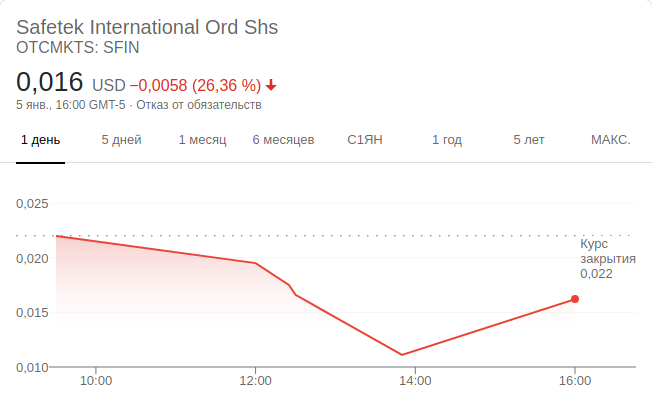 Safetek International Ord Shs
OTCMKTS: SFIN
0,016 USD −0,0058 (26,36 %)
5 янв., 16:00 GMT-5 · Отказ от обязательств
1 день 5 дней 1 месяц 6 месяцев С1ЯН 1 год 5 лет МАКС.
0,025
Курс
закрытия
0,022
0,020
0,015
0,010
10:00 12:00 14:00 16:00